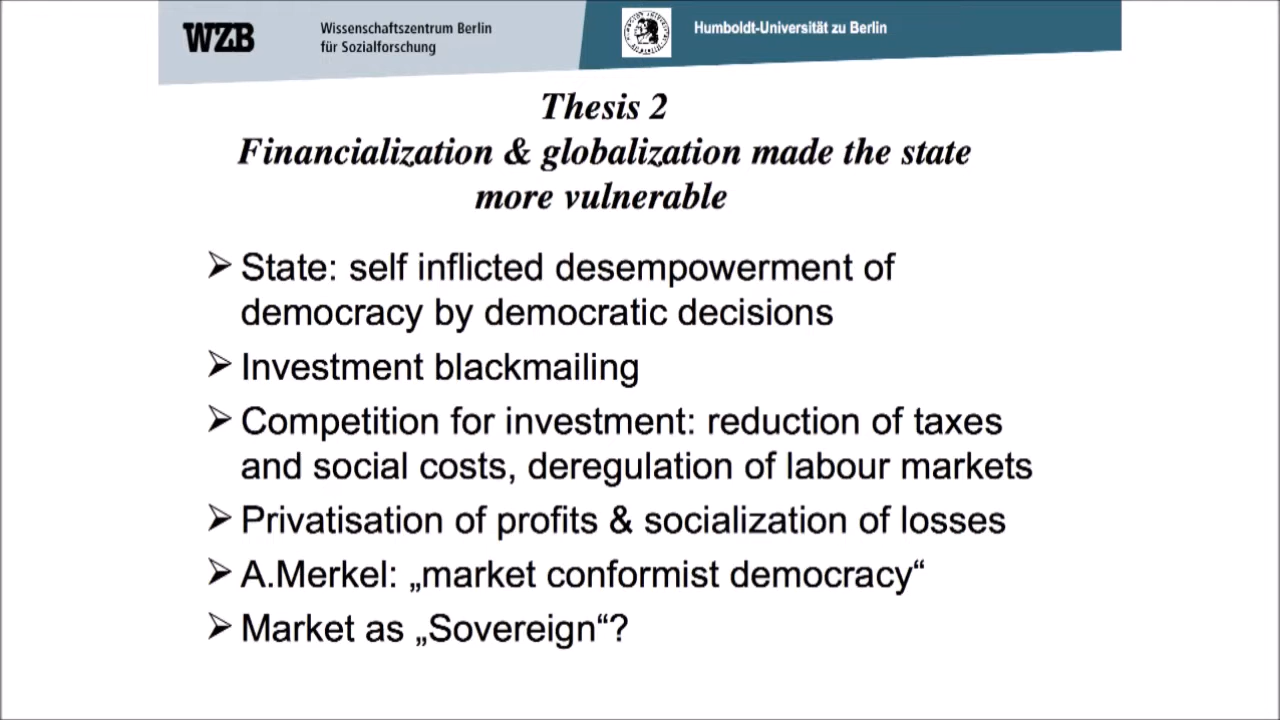 WZB
Wissenschaftszentrum Berlin
für Sozialforschung
Humboldt-Universität zu Berlin
Thesis 2
Financialization & globalization made the state
more vulnerable
➢ State: self inflicted desempowerment of
democracy by democratic decisions
➢ Investment blackmailing
➢ Competition for investment: reduction of taxes
and social costs, deregulation of labour markets
➢ Privatisation of profits & socialization of losses
➢ A.Merkel: „market conformist democracy“
➢ Market as „Sovereign“?